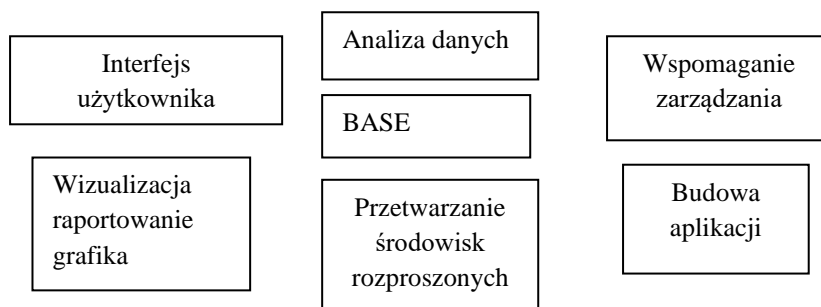 Interfejs
użytkownika
Analiza danych
Wspomaganie
zarządzania
BASE
Wizualizacja
raportowanie
grafika
Przetwarzanie
środowisk
rozproszonych
Budowa
aplikacji